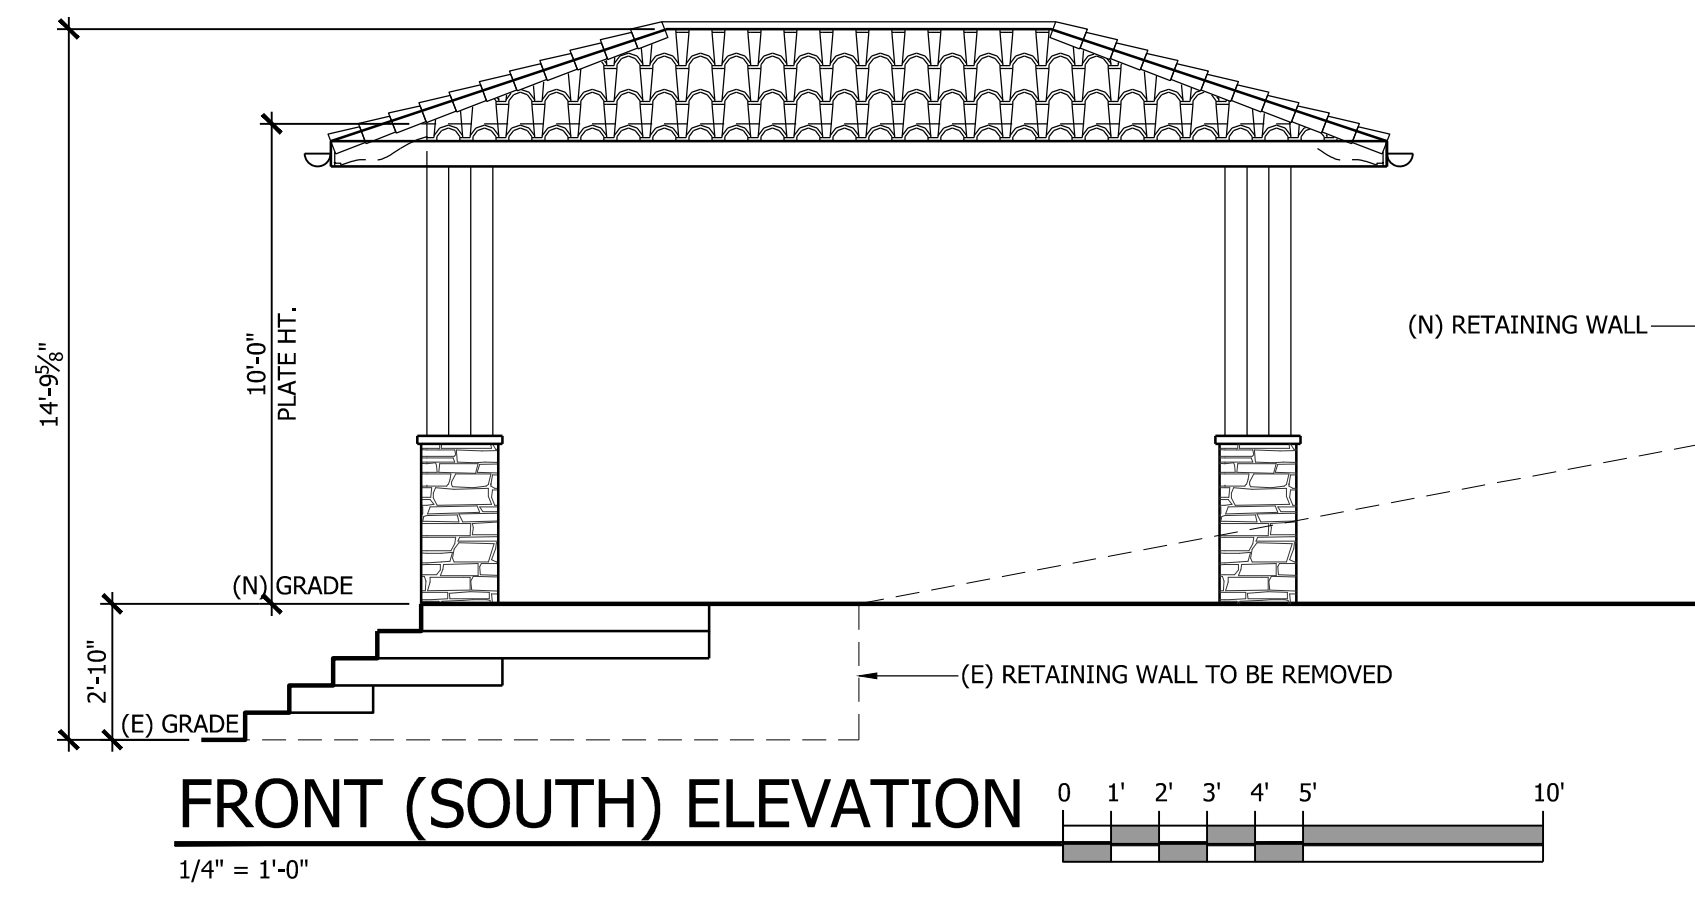 14'-9⅝"
10'-0"
PLATE HT.
(N) RETAINING WALL
(N) GRADE
2'-10"
(E) GRADE
(E) RETAINING WALL TO BE REMOVED
FRONT (SOUTH) ELEVATION
0 1' 2' 3' 4' 5' 10'
1/4" = 1'-0"